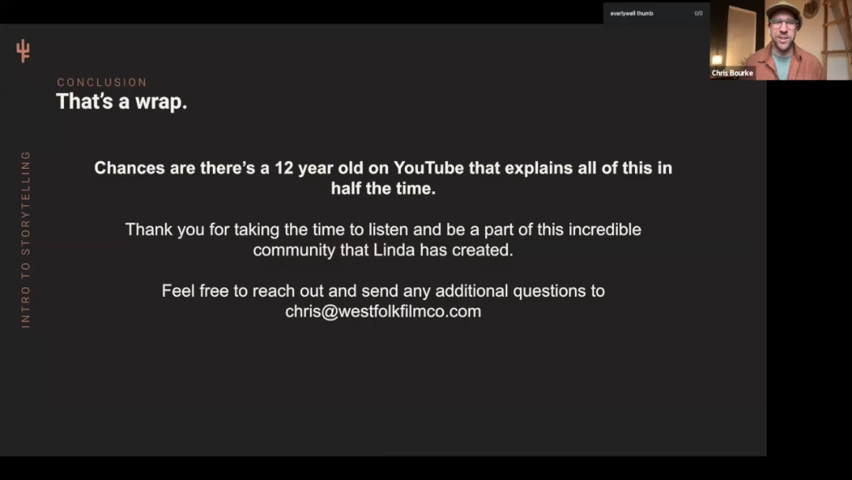 everlywell thumb
Chris Bourke
CONCLUSION
That's a wrap.
INTRO TO STORYTELLING
Chances are there's a 12 year old on YouTube that explains all of this in
half the time.
Thank you for taking the time to listen and be a part of this incredible
community that Linda has created.
Feel free to reach out and send any additional questions to
chris@westfolkfilmco.com